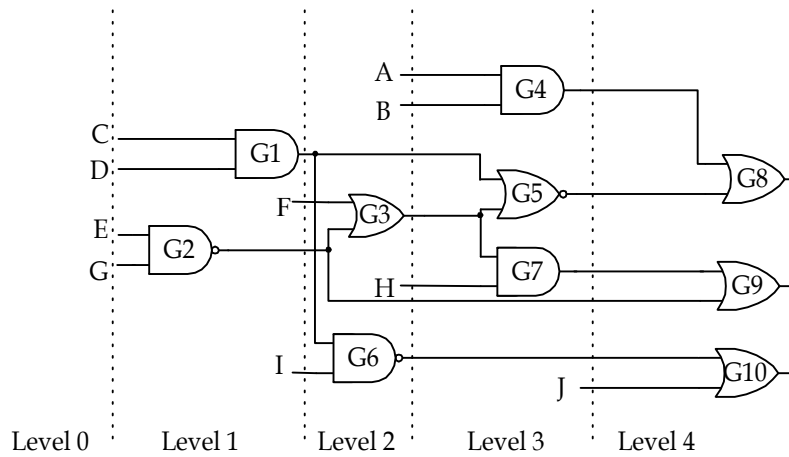 A
B
G4
C
D
G1
G8
F
G3
G5
E
G
G2
H
G7
G9
I
G6
J
G10
Level 0
Level 1
Level 2
Level 3
Level 4